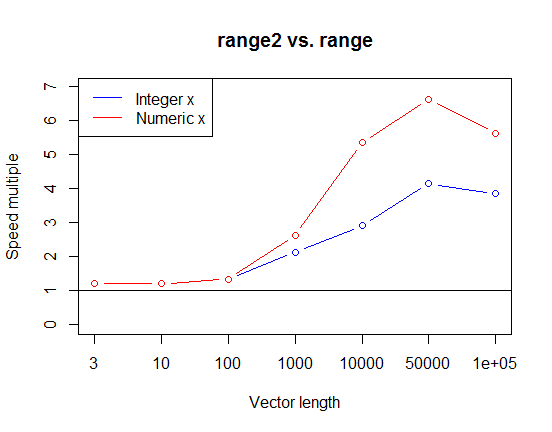 range2 vs. range
Integer x
Numeric x
7
6
5
4
3
2
1
0
Speed multiple
3 10 100 1000 10000 50000 1e+05
Vector length